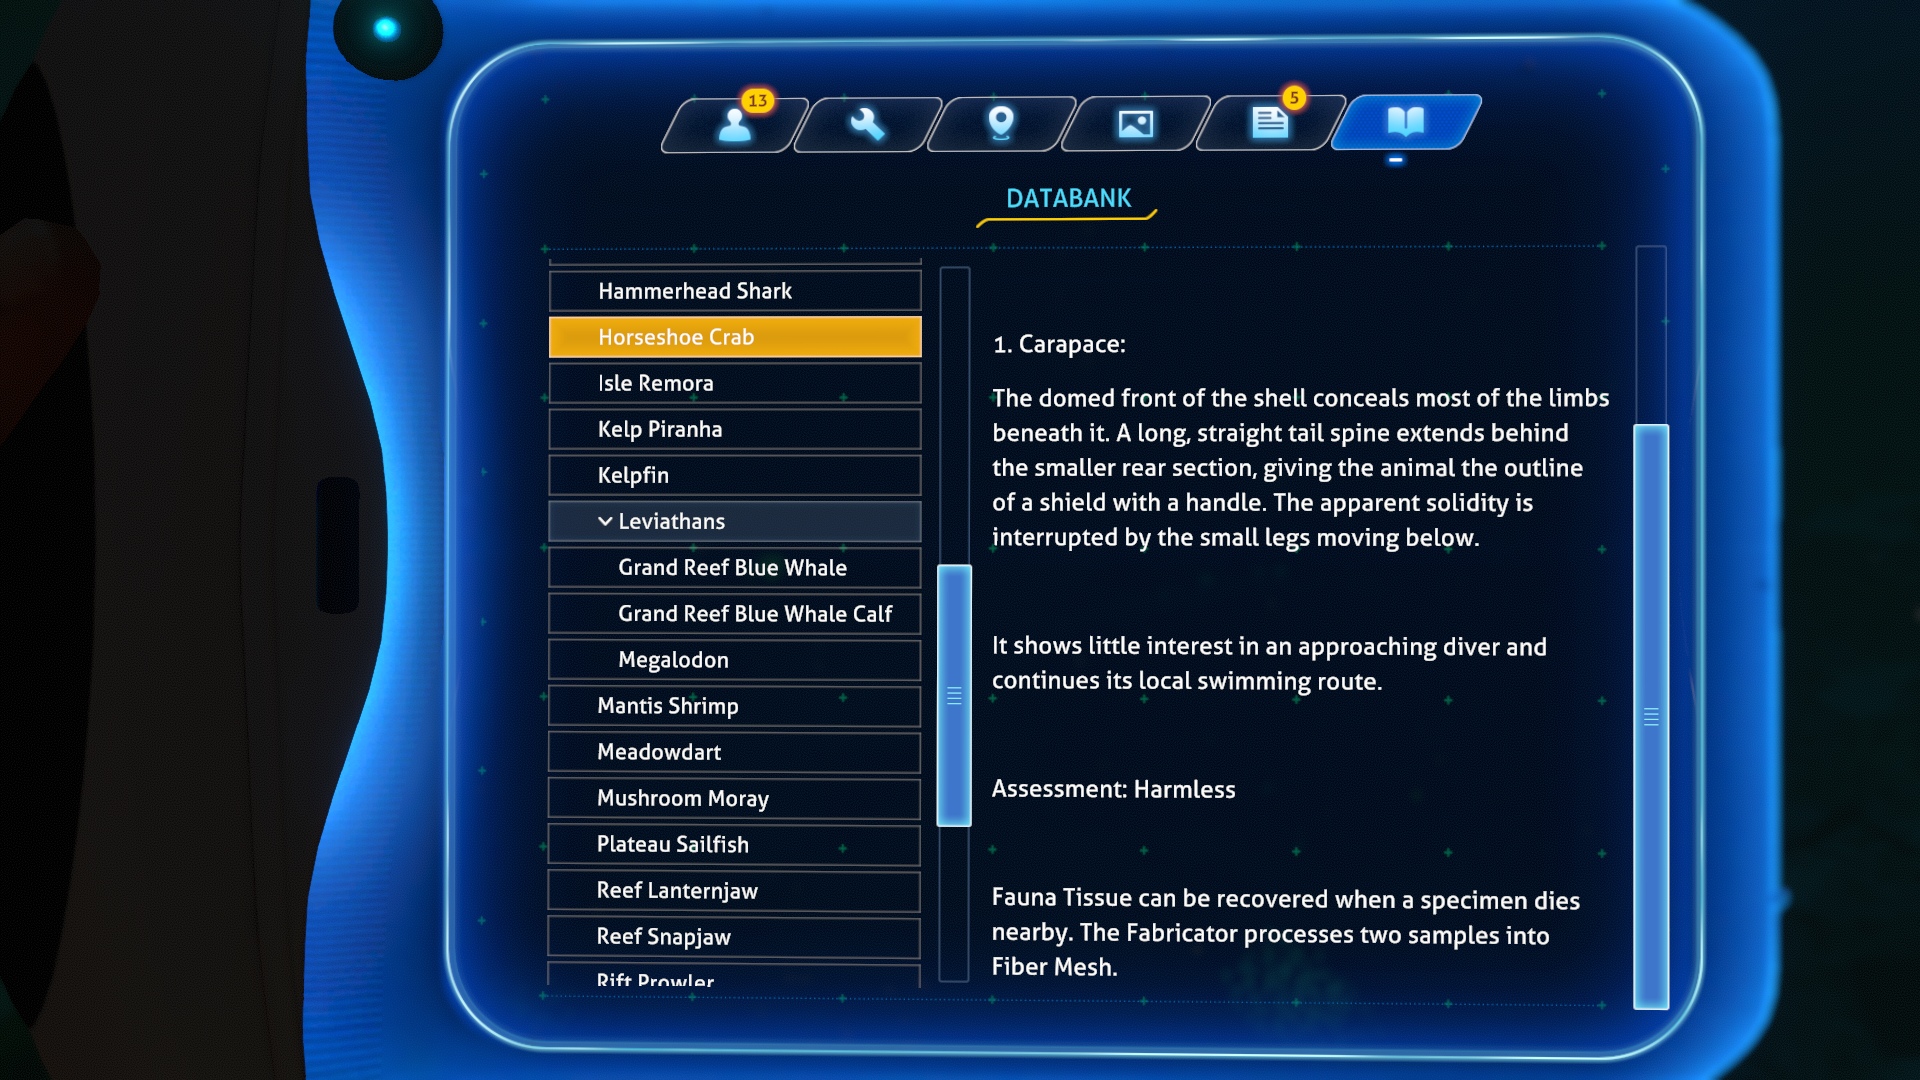 13
5
DATABANK
Hammerhead Shark
Horseshoe Crab
Isle Remora
Kelp Piranha
Kelpfin
Leviathans
Grand Reef Blue Whale
Grand Reef Blue Whale Calf
Megalodon
Mantis Shrimp
Meadowdart
Mushroom Moray
Plateau Sailfish
Reef Lanternjaw
Reef Snapjaw
Rift Prowler
1. Carapace:
The domed front of the shell conceals most of the limbs
beneath it. A long, straight tail spine extends behind
the smaller rear section, giving the animal the outline
of a shield with a handle. The apparent solidity is
interrupted by the small legs moving below.
It shows little interest in an approaching diver and
continues its local swimming route.
Assessment: Harmless
Fauna Tissue can be recovered when a specimen dies
nearby. The Fabricator processes two samples into
Fiber Mesh.